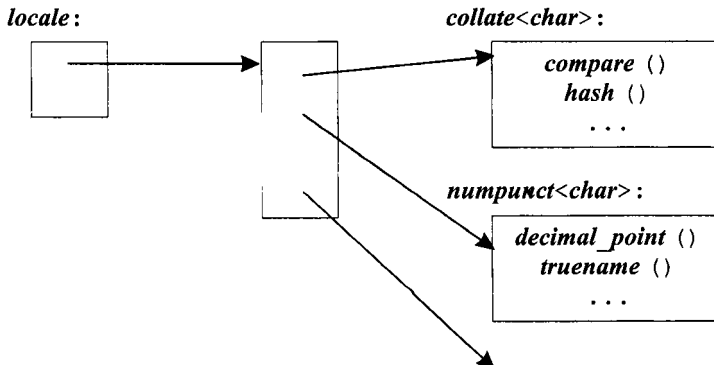 locale:
collate<char>:
compare ()
hash ()
...
numpunct<char>:
decimal_point ()
truename ()
...